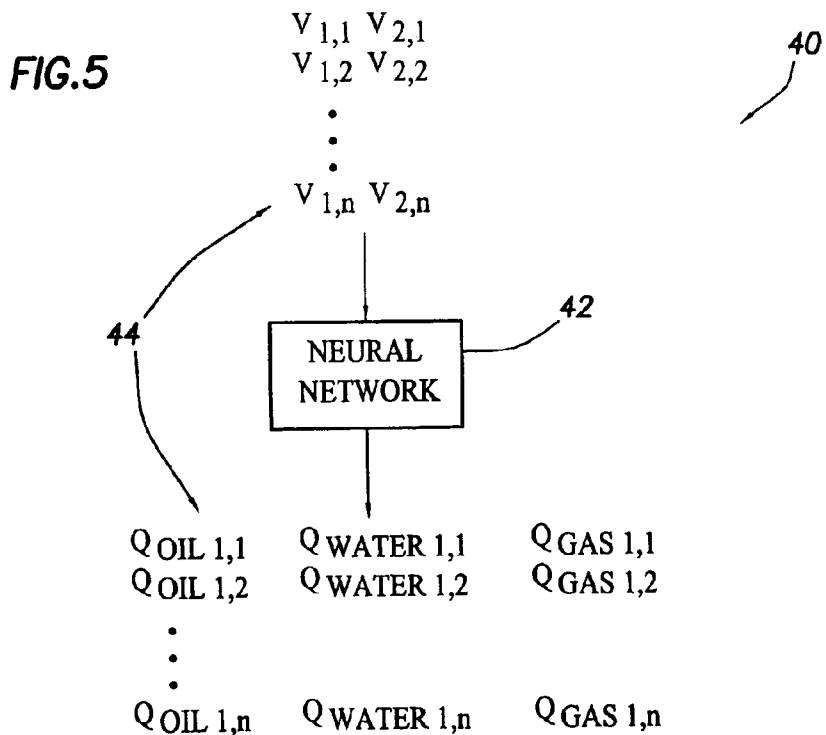 FIG.5
V 1,1 V 2,1
40
V 1,2 V 2,2
V 1,n V 2,n
44
42
NEURAL
NETWORK
Q OIL 1,1 Q WATER 1,1 Q GAS 1,1
Q OIL 1,2 Q WATER 1,2 Q GAS 1,2
Q OIL 1,n Q WATER 1,n Q GAS 1,n